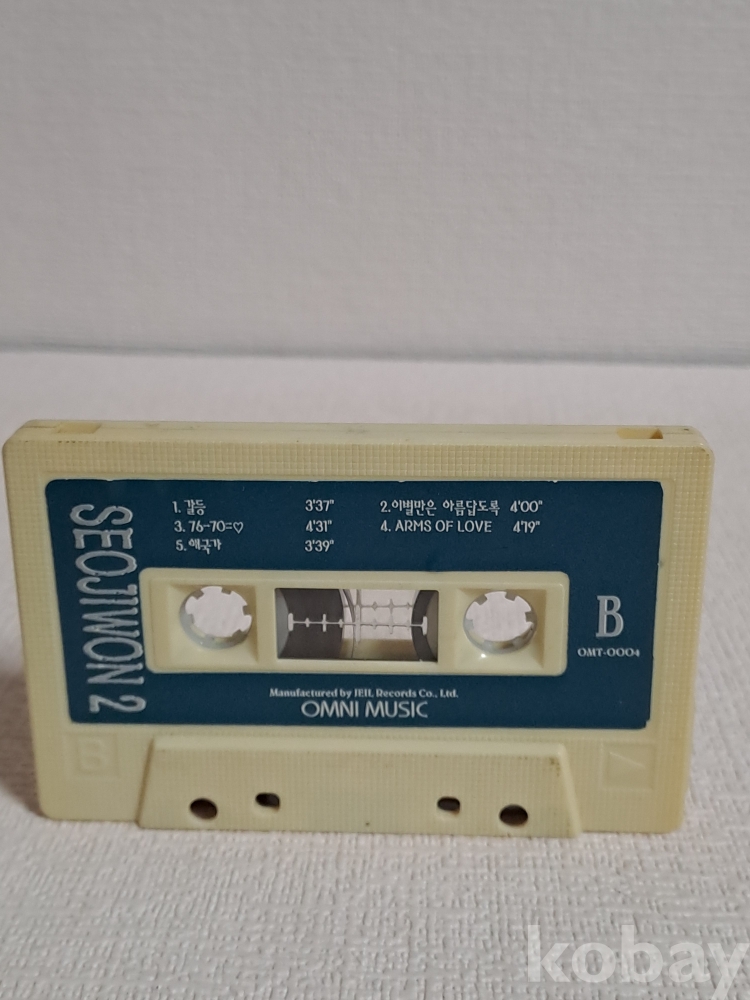 SEOJIWON 2
1. 갈등 3'37" 2.이별만은 아름답도록 4'00"
3. 76-70=♡ 4'31" 4. ARMS OF LOVE 4'19"
5. 애국가 3'39"
B
OMT-0004
Manufactured by JEIL Records Co., Ltd.
OMNI MUSIC
B
kobay